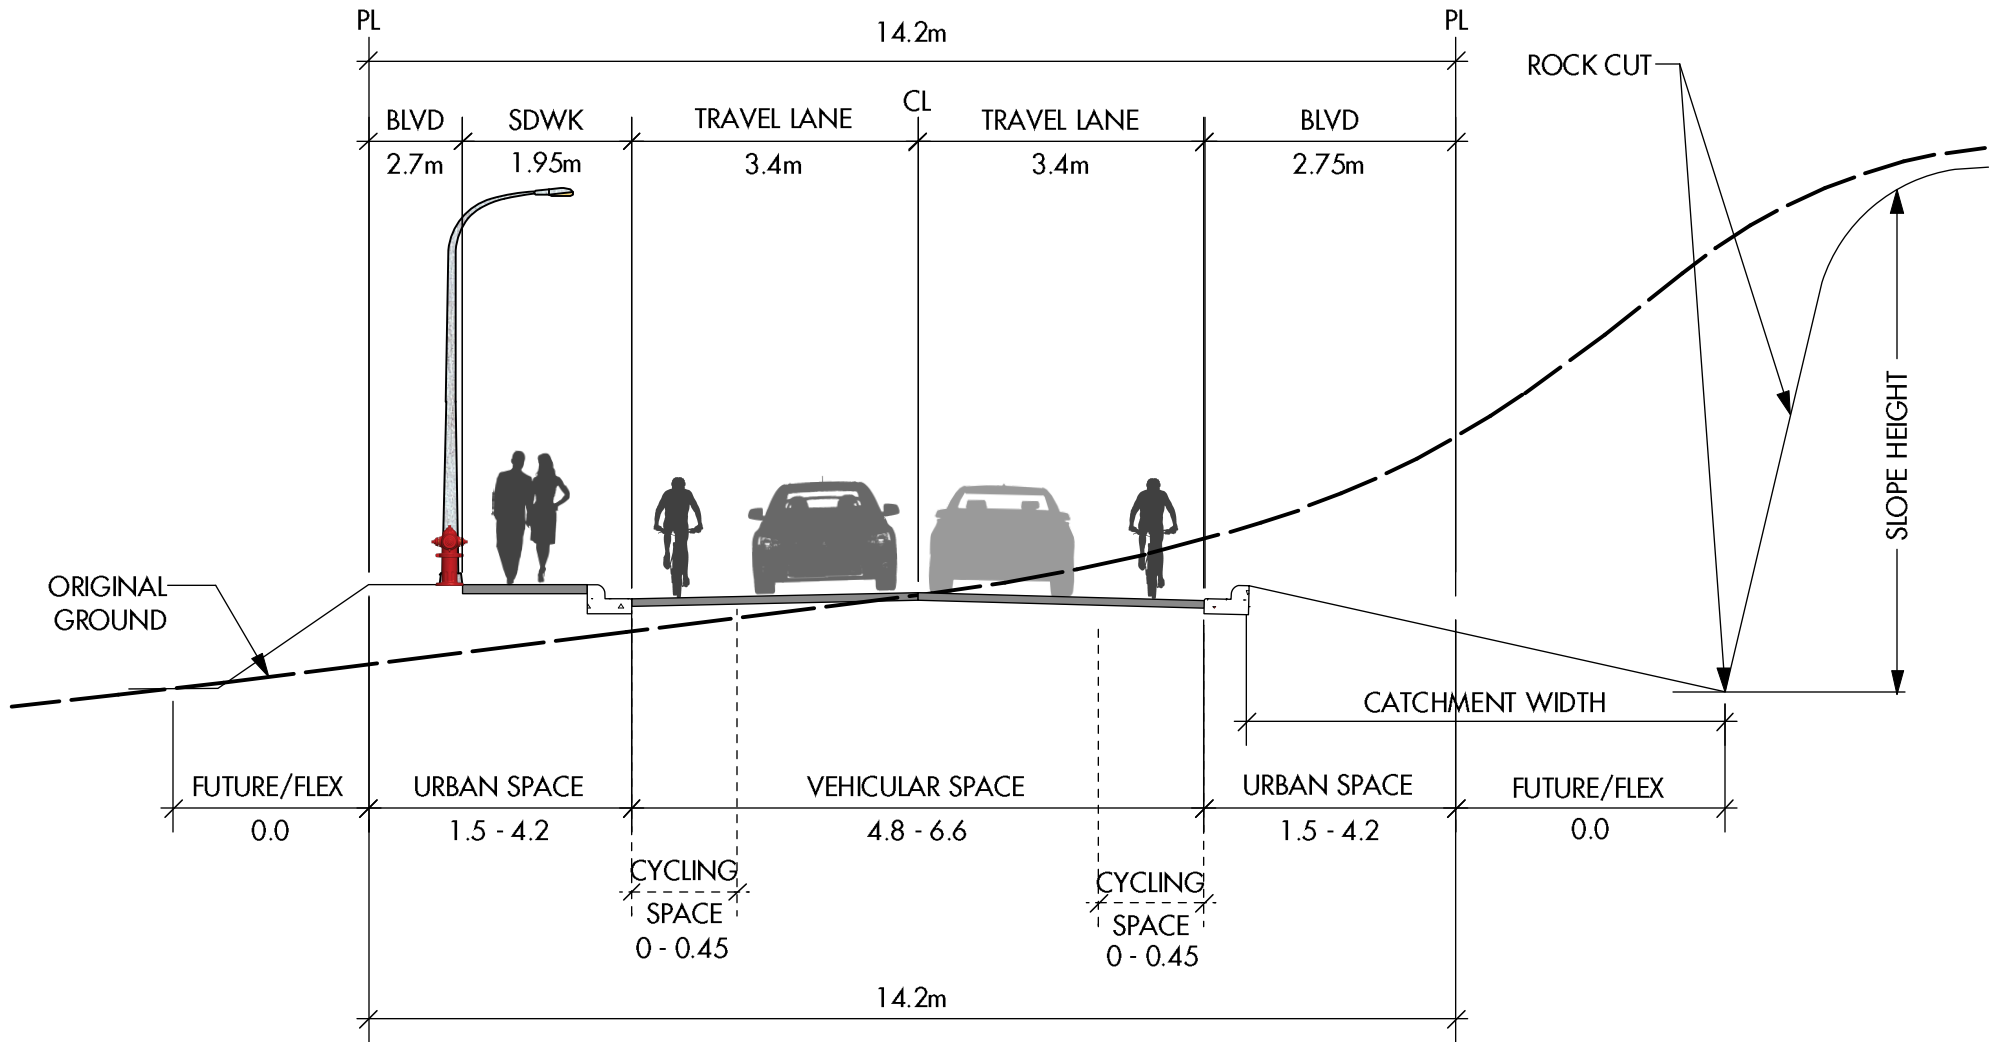 PL
14.2m
PL
ROCK CUT
CL
BLVD
SDWK
TRAVEL LANE
TRAVEL LANE
BLVD
2.7m
1.95m
3.4m
3.4m
2.75m
SLOPE HEIGHT
ORIGINAL
GROUND
CATCHMENT WIDTH
FUTURE/FLEX
URBAN SPACE
VEHICULAR SPACE
URBAN SPACE
FUTURE/FLEX
0.0
1.5 - 4.2
4.8 - 6.6
1.5 - 4.2
0.0
CYCLING
SPACE
0 - 0.45
CYCLING
SPACE
0 - 0.45
14.2m